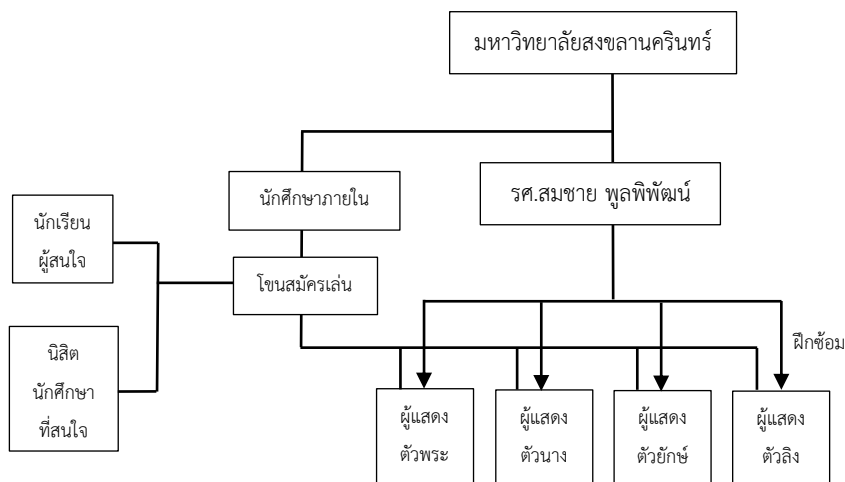 มหาวิทยาลัยสงขลานครินทร์
นักศึกษาภายใน
รศ.สมชาย พูลพิพัฒน์
นักเรียน
ผู้สนใจ
โขนสมัครเล่น
นิสิต
นักศึกษา
ที่สนใจ
ฝึกซ้อม
ผู้แสดง
ตัวพระ
ผู้แสดง
ตัวนาง
ผู้แสดง
ตัวยักษ์
ผู้แสดง
ตัวลิง